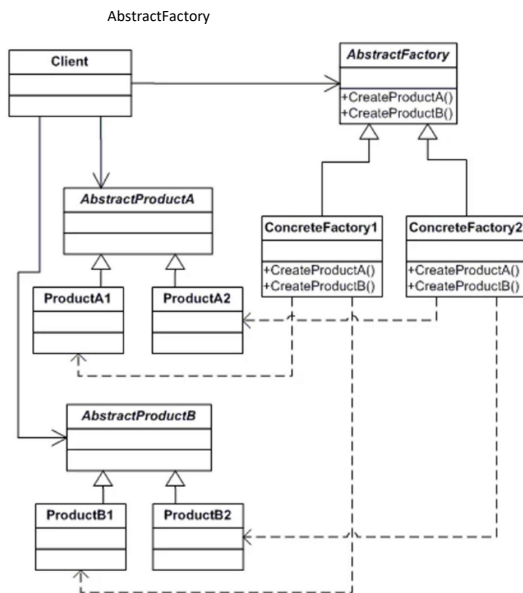 AbstractFactory
Client
AbstractFactory
+CreateProductA()
+CreateProductB()
AbstractProductA
ConcreteFactory1
ConcreteFactory2
+CreateProductA()
+CreateProductB()
+CreateProductA()
+CreateProductB()
ProductA1
ProductA2
AbstractProductB
ProductB1
ProductB2